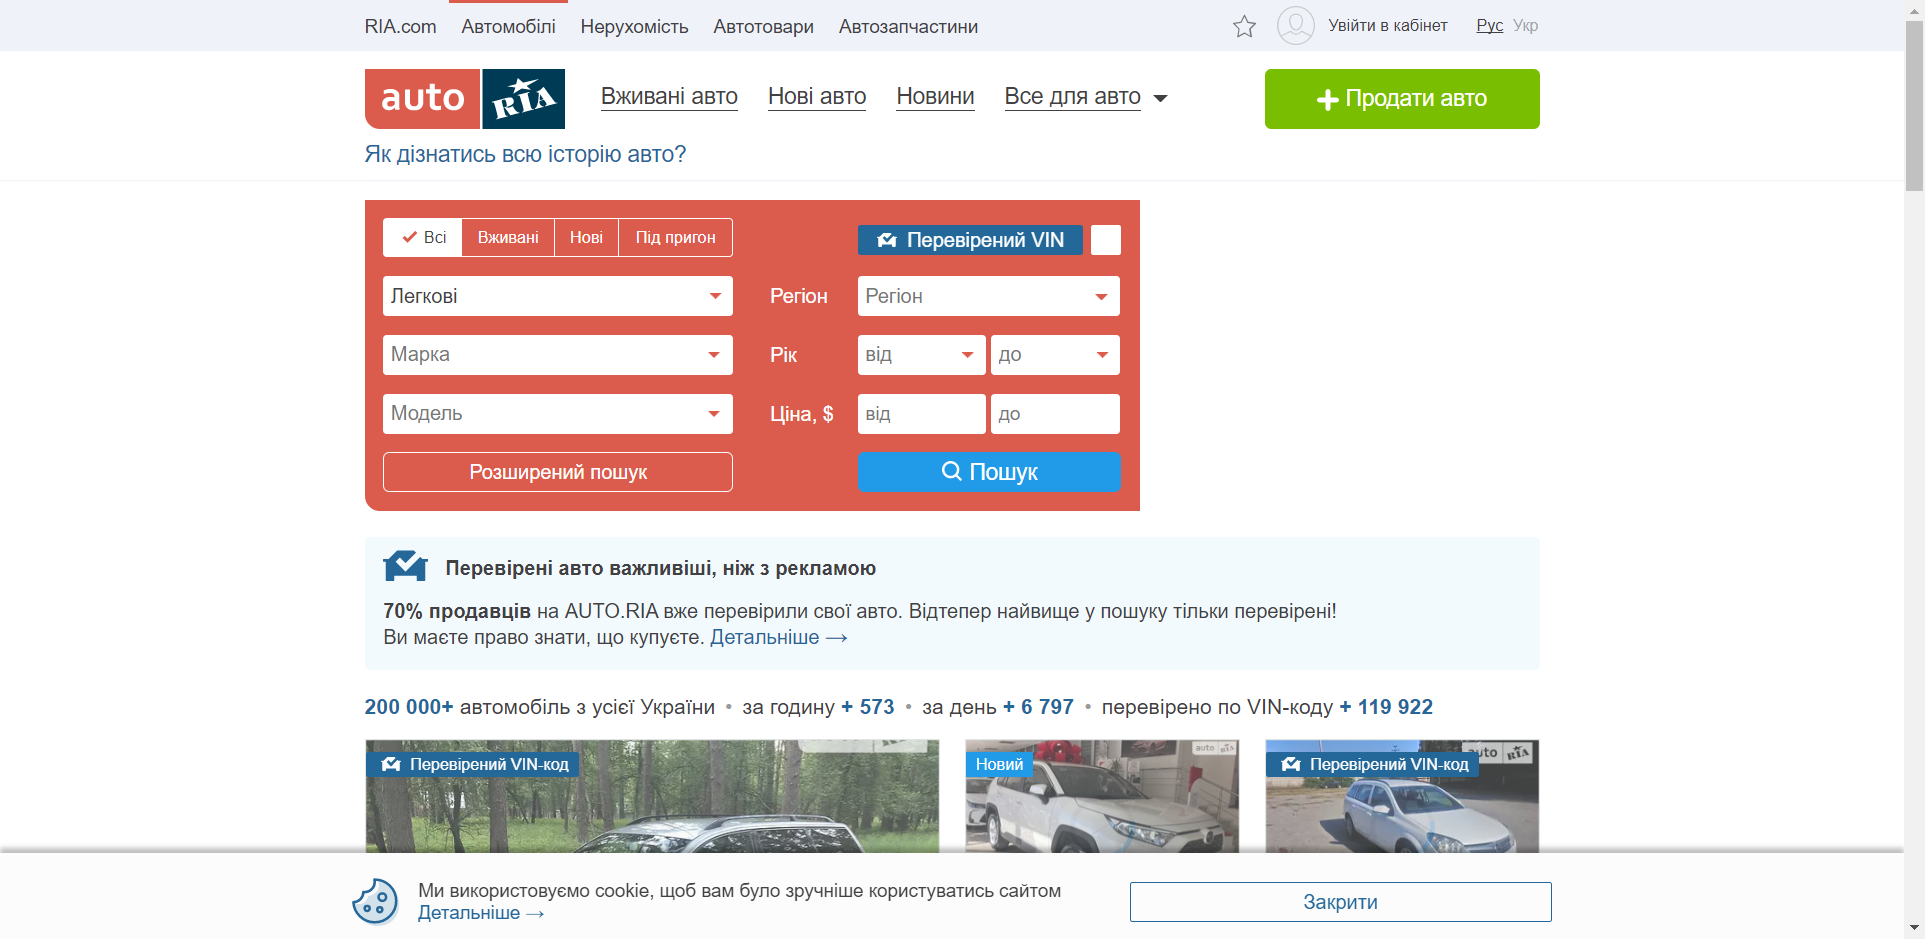 RIA.com Автомобілі Нерухомість Автотовари Автозапчастини Увійти в кабінет Рус Укр
auto RIA Вживані авто Нові авто Новини Все для авто Продати авто
Як дізнатись всю історію авто?
Всі Вживані Нові Під пригон Перевірений VIN
Легкові Регіон Регіон
Марка Рік від до
Модель Ціна, $ від до
Розширений пошук Пошук
Перевірені авто важливіші, ніж з рекламою
70% продавців на AUTO.RIA вже перевірили свої авто. Відтепер найвище у пошуку тільки перевірені!
Ви маєте право знати, що купуєте. Детальніше →
200 000+ автомобіль з усієї України • за годину + 573 • за день + 6 797 • перевірено по VIN-коду + 119 922
auto RIA auto RIA
Перевірений VIN-код Новий Перевірений VIN-код
Ми використовуємо cookie, щоб вам було зручніше користуватись сайтом
Детальніше →
Закрити